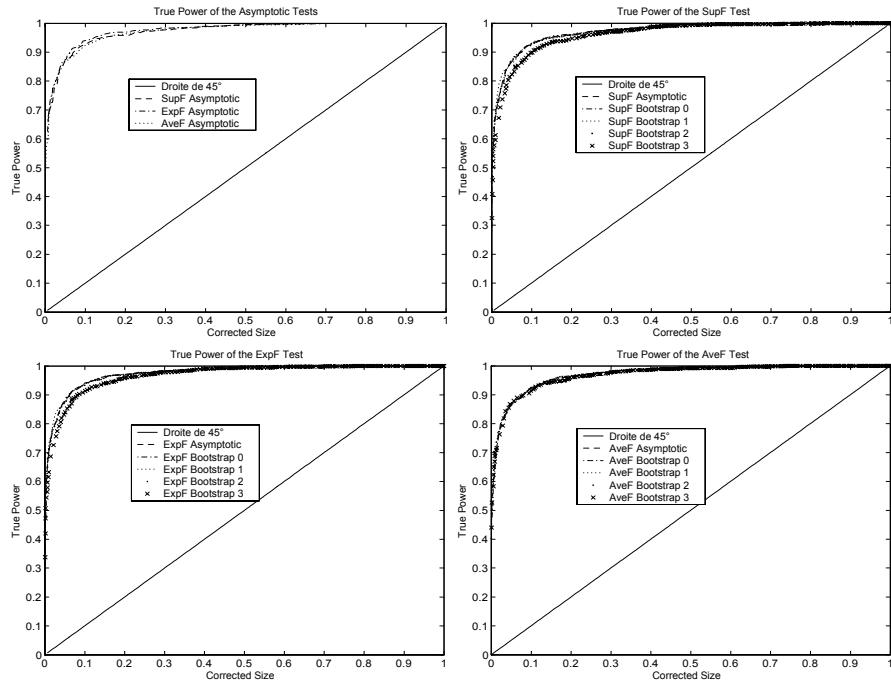 True Power of the Asymptotic Tests
1
0.9
0.8
0.7
0.6
0.5
0.4
0.3
0.2
0.1
0
True Power
Droite de 45°
SupF Asymptotic
ExpF Asymptotic
AveF Asymptotic
0 0.1 0.2 0.3 0.4 0.5 0.6 0.7 0.8 0.9 1
Corrected Size
True Power of the SupF Test
1
0.9
0.8
0.7
0.6
0.5
0.4
0.3
0.2
0.1
0
True Power
Droite de 45°
SupF Asymptotic
SupF Bootstrap 0
SupF Bootstrap 1
SupF Bootstrap 2
SupF Bootstrap 3
0 0.1 0.2 0.3 0.4 0.5 0.6 0.7 0.8 0.9 1
Corrected Size
True Power of the ExpF Test
1
0.9
0.8
0.7
0.6
0.5
0.4
0.3
0.2
0.1
0
True Power
Droite de 45°
ExpF Asymptotic
ExpF Bootstrap 0
ExpF Bootstrap 1
ExpF Bootstrap 2
ExpF Bootstrap 3
0 0.1 0.2 0.3 0.4 0.5 0.6 0.7 0.8 0.9 1
Corrected Size
True Power of the AveF Test
1
0.9
0.8
0.7
0.6
0.5
0.4
0.3
0.2
0.1
0
True Power
Droite de 45°
AveF Asymptotic
AveF Bootstrap 0
AveF Bootstrap 1
AveF Bootstrap 2
AveF Bootstrap 3
0 0.1 0.2 0.3 0.4 0.5 0.6 0.7 0.8 0.9 1
Corrected Size